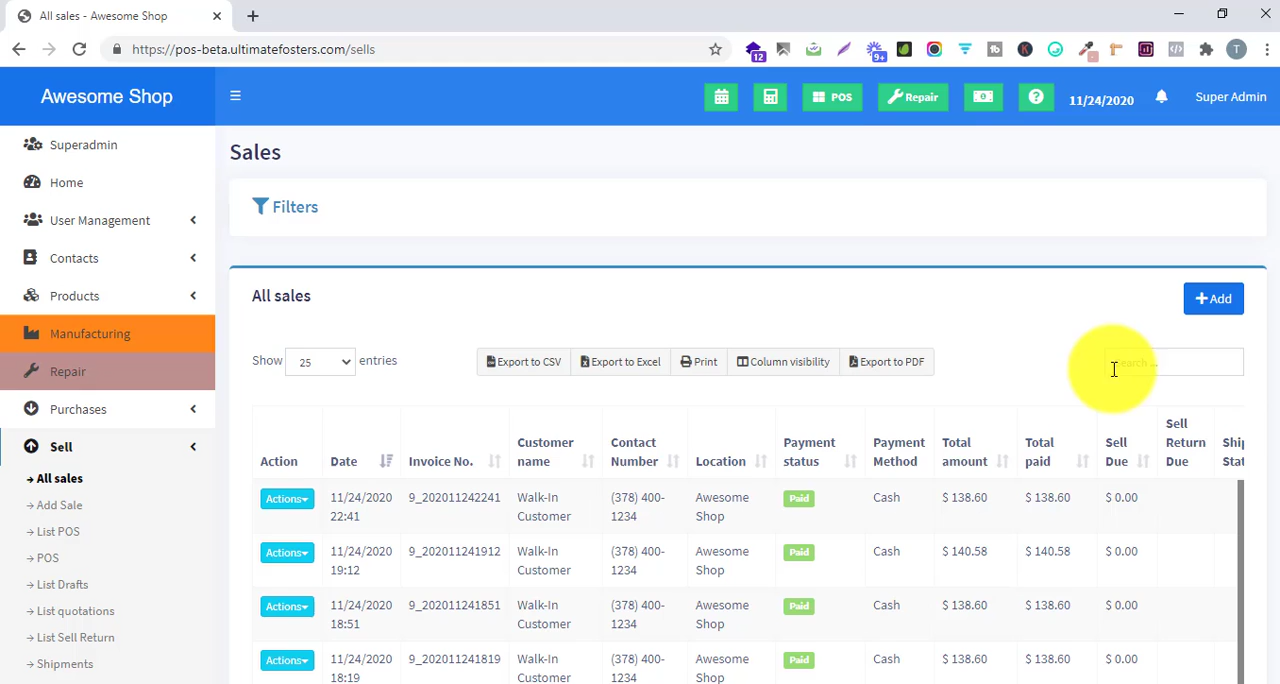 All sales - Awesome Shop
https://pos-beta.ultimatefosters.com/sells
12
9+
T
Awesome Shop
POS
Repair
11/24/2020
Super Admin
Superadmin
Home
User Management
Contacts
Products
Manufacturing
Repair
Purchases
Sell
All sales
Add Sale
List POS
POS
List Drafts
List quotations
List Sell Return
Shipments
Sales
Filters
All sales
Add
Show 25 entries
Export to CSV
Export to Excel
Print
Column visibility
Export to PDF
Search ...
Action
Date
Invoice No.
Customer name
Contact Number
Location
Payment status
Payment Method
Total amount
Total paid
Sell Due
Sell Return Due
Actions 11/24/2020 22:41 9_202011242241 Walk-In Customer (378) 400-1234 Awesome Shop Paid Cash $ 138.60 $ 138.60 $ 0.00
Actions 11/24/2020 19:12 9_202011241912 Walk-In Customer (378) 400-1234 Awesome Shop Paid Cash $ 140.58 $ 140.58 $ 0.00
Actions 11/24/2020 18:51 9_202011241851 Walk-In Customer (378) 400-1234 Awesome Shop Paid Cash $ 138.60 $ 138.60 $ 0.00
Actions 11/24/2020 18:19 9_202011241819 Walk-In Customer (378) 400-1234 Awesome Shop Paid Cash $ 138.60 $ 138.60 $ 0.00